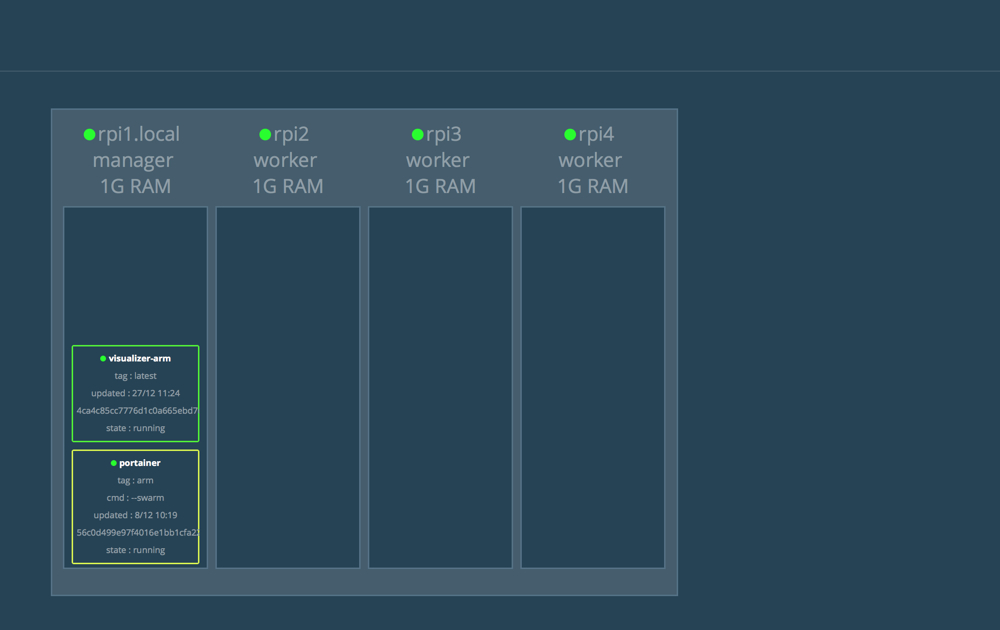 rpi1.local
manager
1G RAM
visualizer-arm
tag : latest
updated : 27/12 11:24
4ca4c85cc7776d1c0a665ebd7
state : running
portainer
tag : arm
cmd : --swarm
updated : 8/12 10:19
56c0d499e97f4016e1bb1cfa22
state : running
rpi2
worker
1G RAM
rpi3
worker
1G RAM
rpi4
worker
1G RAM